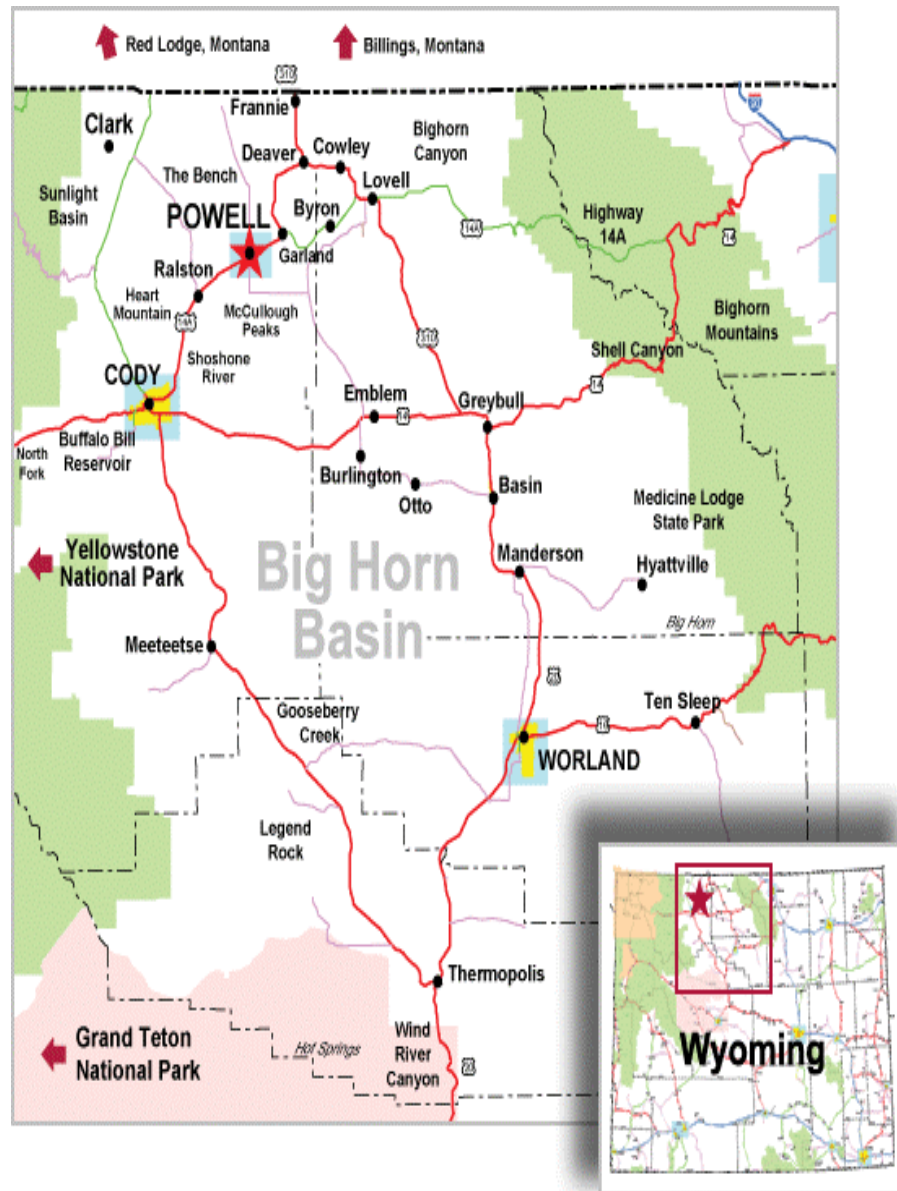 Red Lodge, Montana
Billings, Montana
310
Frannie
Clark
Deaver
Cowley
Bighorn
Canyon
The Bench
Lovell
Sunlight
Basin
Byron
POWELL
Highway
14A
14A
14
Garland
Ralston
Heart
Mountain
McCullough
Peaks
14A
Bighorn
Mountains
310
Shoshone
River
Shell Canyon
CODY
Emblem
14
Greybull
14
Buffalo Bill
Reservoir
North
Fork
Burlington
Otto
Basin
Medicine Lodge
State Park
Yellowstone
National Park
Manderson
Hyattville
Big Horn
Basin
Big Horn
Meeteetse
Ten Sleep
16
Gooseberry
Creek
WORLAND
Legend
Rock
Thermopolis
Grand Teton
National Park
Hot Springs
Wind
River
Canyon
20
Wyoming